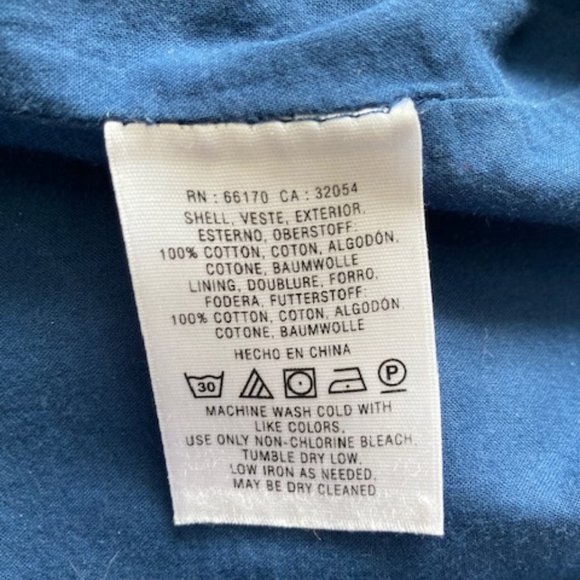 RN : 66170 CA : 32054
SHELL, VESTE, EXTERIOR,
ESTERNO, OBERSTOFF:
100% COTTON, COTON, ALGODÓN,
COTONE, BAUMWOLLE
LINING, DOUBLURE, FORRO,
FODERA, FUTTERSTOFF:
100% COTTON, COTON, ALGODÓN,
COTONE, BAUMWOLLE
HECHO EN CHINA
30 P
MACHINE WASH COLD WITH
LIKE COLORS,
USE ONLY NON-CHLORINE BLEACH,
TUMBLE DRY LOW,
LOW IRON AS NEEDED,
MAY BE DRY CLEANED